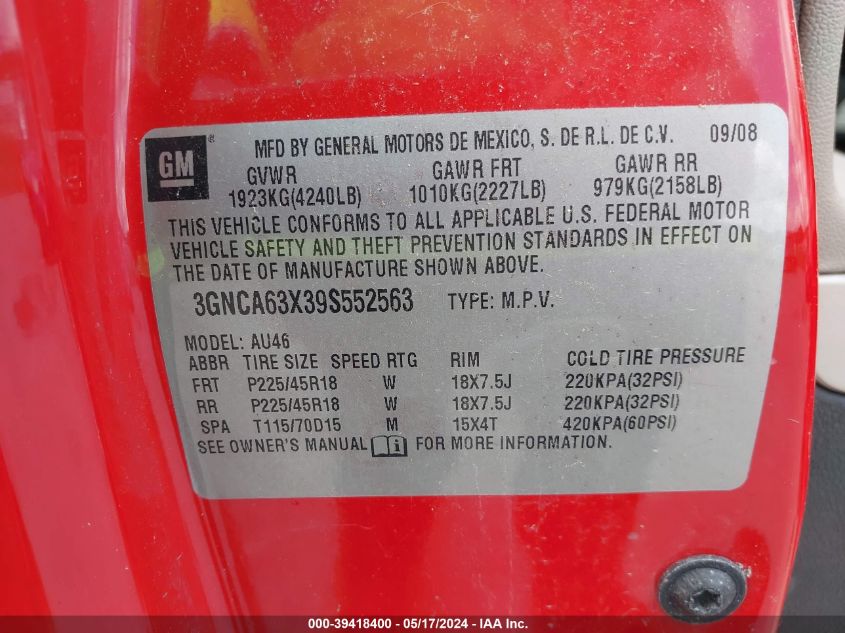 GM® MFD BY GENERAL MOTORS DE MEXICO, S. DE R.L. DE C.V. 09/08
GVWR GAWR FRT GAWR RR
1923KG(4240LB) 1010KG(2227LB) 979KG(2158LB)
THIS VEHICLE CONFORMS TO ALL APPLICABLE U.S. FEDERAL MOTOR
VEHICLE SAFETY AND THEFT PREVENTION STANDARDS IN EFFECT ON
THE DATE OF MANUFACTURE SHOWN ABOVE.
3GNCA63X39S552563 TYPE: M.P.V.
MODEL: AU46
ABBR TIRE SIZE SPEED RTG RIM COLD TIRE PRESSURE
FRT P225/45R18 W 18X7.5J 220KPA(32PSI)
RR P225/45R18 W 18X7.5J 220KPA(32PSI)
SPA T115/70D15 M 15X4T 420KPA(60PSI)
SEE OWNER'S MANUAL i FOR MORE INFORMATION.
000-39418400 - 05/17/2024 - IAA Inc.